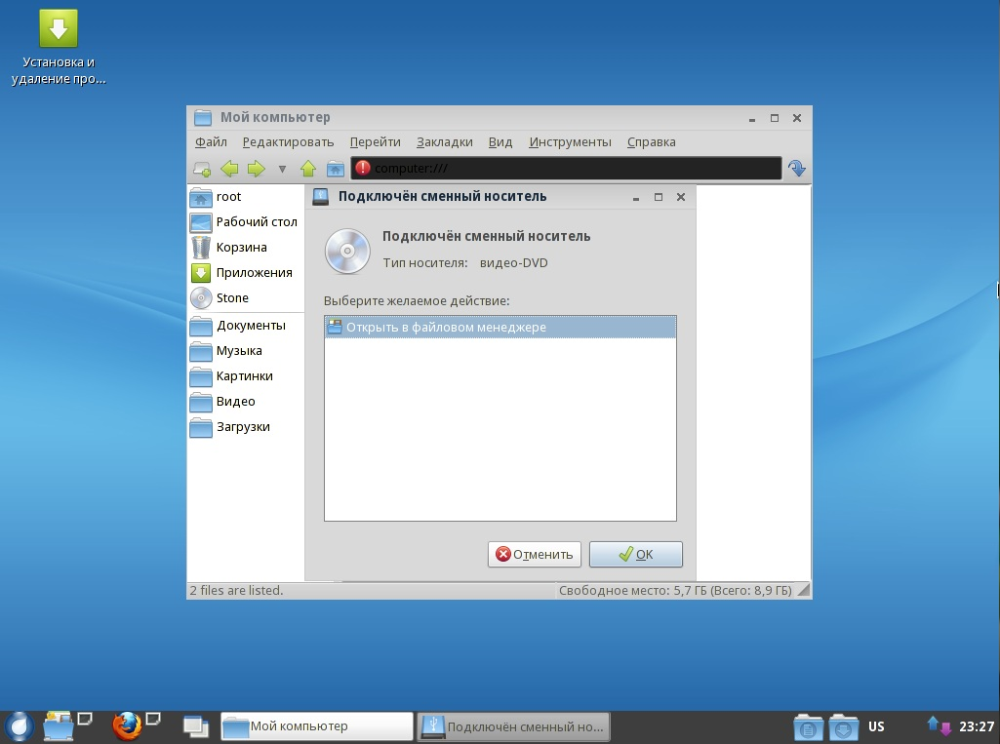 Установка и
удаление про...
Мой компьютер
Файл Редактировать Перейти Закладки Вид Инструменты Справка
computer:///
root
Рабочий стол
Корзина
Приложения
Stone
Документы
Музыка
Картинки
Видео
Загрузки
Подключён сменный носитель
Подключён сменный носитель
Тип носителя: видео-DVD
Выберите желаемое действие:
Открыть в файловом менеджере
Отменить OK
2 files are listed. Свободное место: 5,7 ГБ (Всего: 8,9 ГБ)
Мой компьютер Подключён сменный но... US 23:27